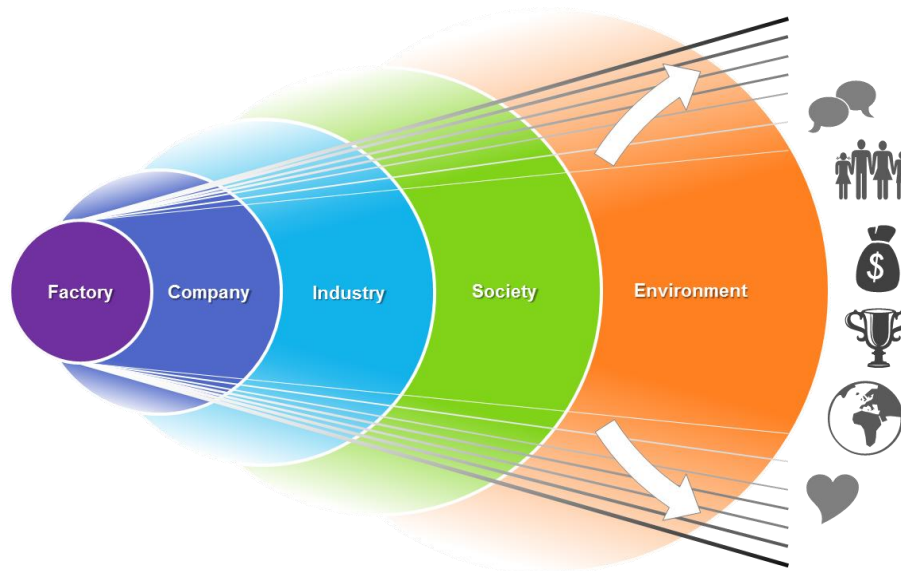 Factory
Company
Industry
Society
Environment
$